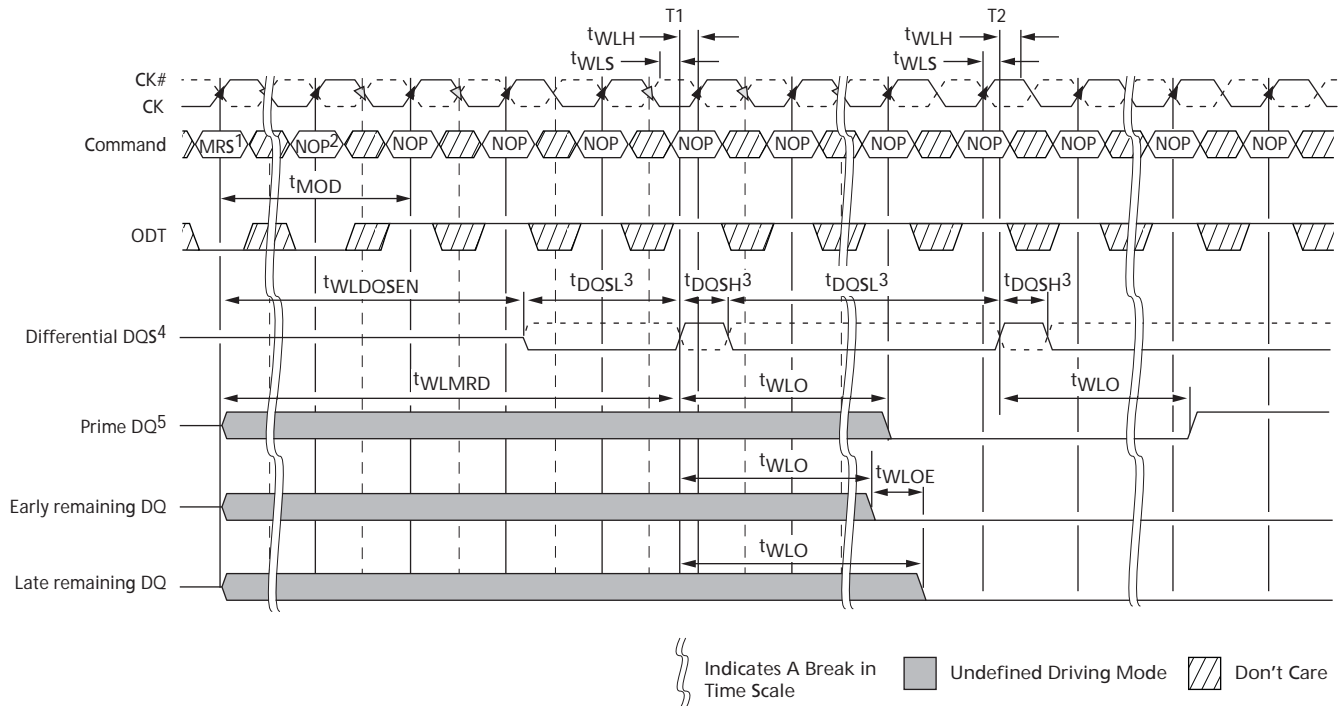 T1 T2
tWLH tWLH
tWLS tWLS
CK#
CK
Command MRS1 NOP2 NOP NOP NOP NOP NOP NOP NOP NOP NOP NOP
tMOD
ODT
tWLDQSEN tDQSL3 tDQSH3 tDQSL3 tDQSH3
Differential DQS4
tWLMRD tWLO tWLO
Prime DQ5
tWLO tWLOE
Early remaining DQ
tWLO
Late remaining DQ
Indicates A Break in
Time Scale
Undefined Driving Mode
Don't Care